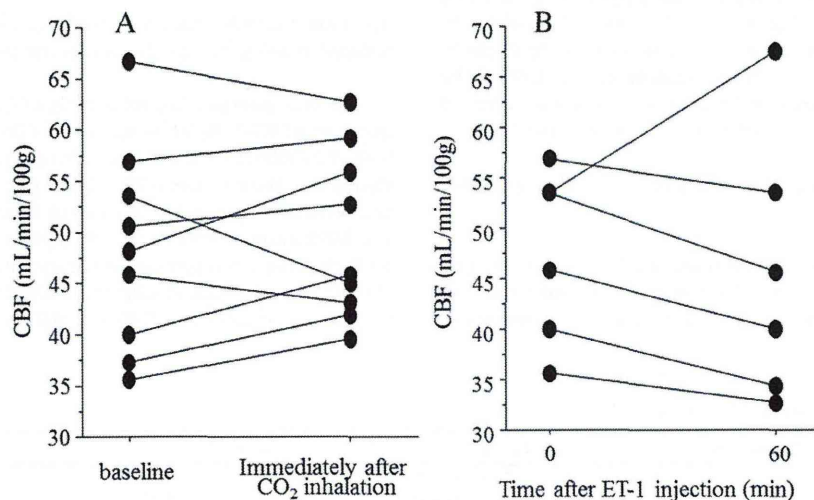 A
CBF (mL/min/100g)
70
65
60
55
50
45
40
35
30
baseline
Immediately after
CO₂ inhalation
B
CBF (mL/min/100g)
70
65
60
55
50
45
40
35
30
0
60
Time after ET-1 injection (min)